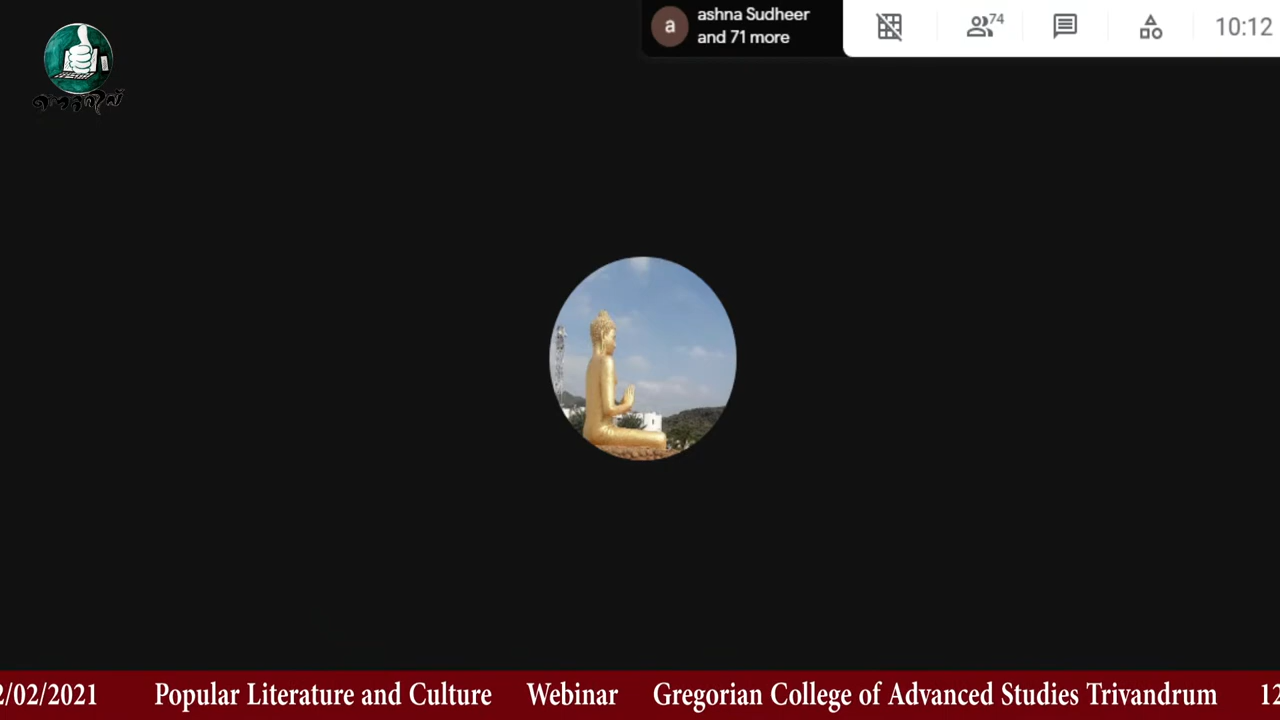 ashna Sudheer
and 71 more
a
74
10:12
2/02/2021 Popular Literature and Culture Webinar Gregorian College of Advanced Studies Trivandrum 12